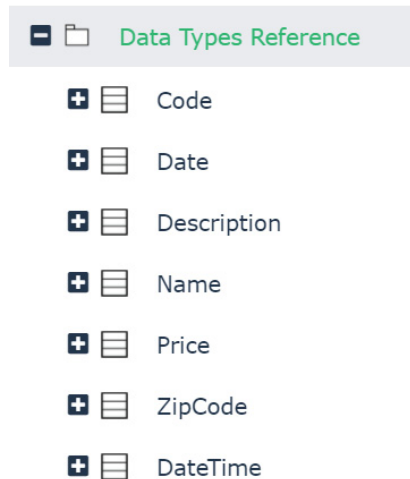 Data Types Reference
Code
Date
Description
Name
Price
ZipCode
DateTime